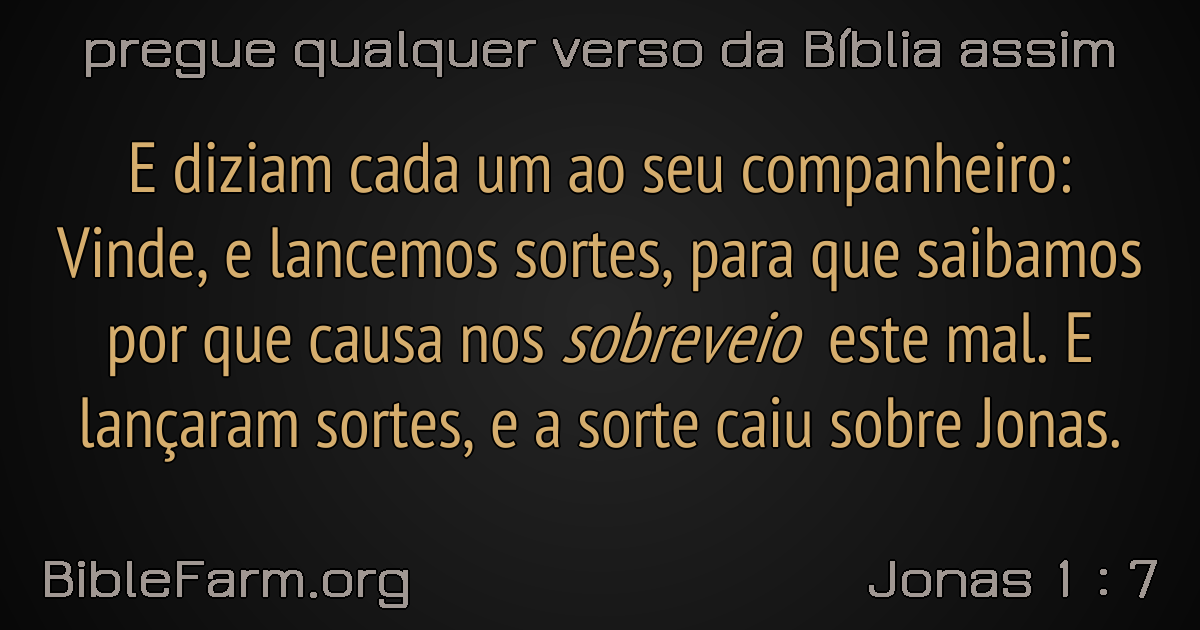 pregue qualquer verso da Bíblia assim
E diziam cada um ao seu companheiro:
Vinde, e lancemos sortes, para que saibamos
por que causa nos sobreveio este mal. E
lançaram sortes, e a sorte caiu sobre Jonas.
BibleFarm.org
Jonas 1 : 7